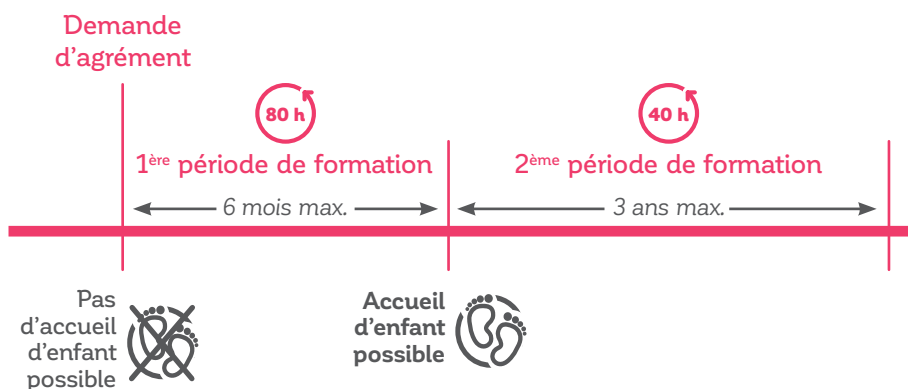 Demande
d’agrément
80 h
40 h
1ère période de formation
2ème période de formation
6 mois max.
3 ans max.
Pas
d’accueil
d’enfant
possible
Accueil
d’enfant
possible